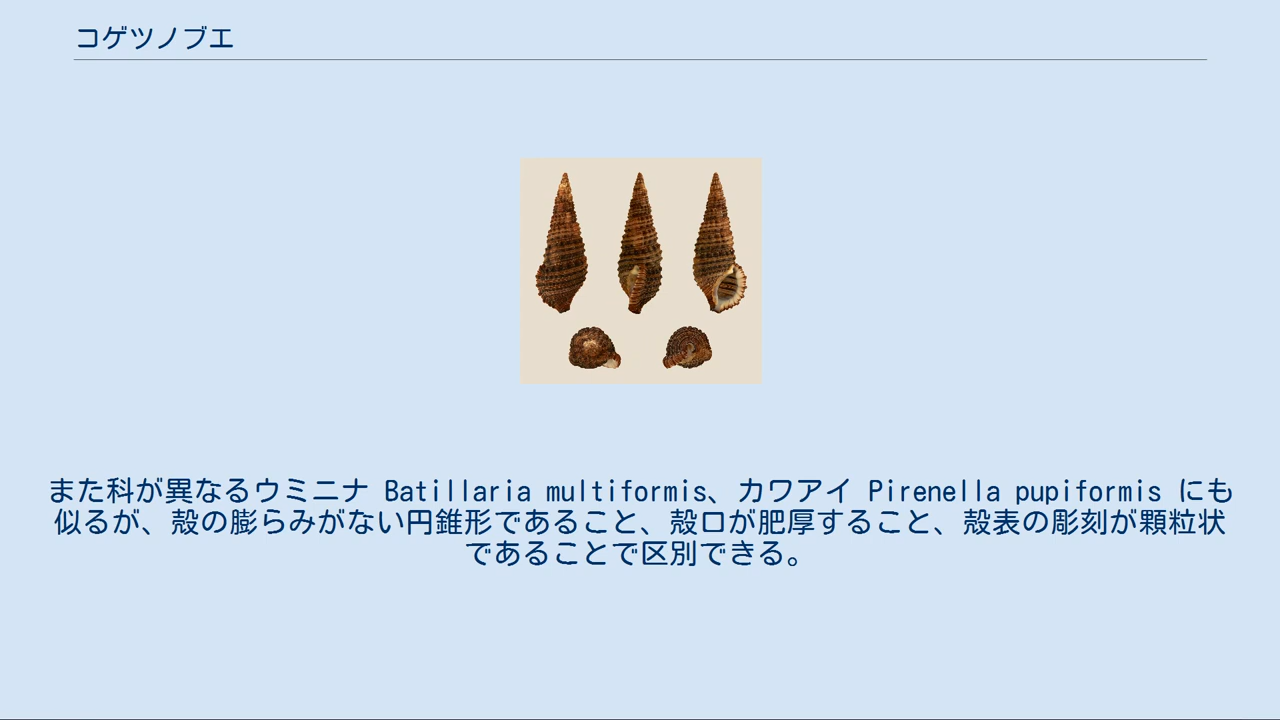 コゲツノブエ
また科が異なるウミニナ Batillaria multiformis、カワアイ Pirenella pupiformis にも
似るが、殻の膨らみがない円錐形であること、殻口が肥厚すること、殻表の彫刻が顆粒状
であることで区別できる。